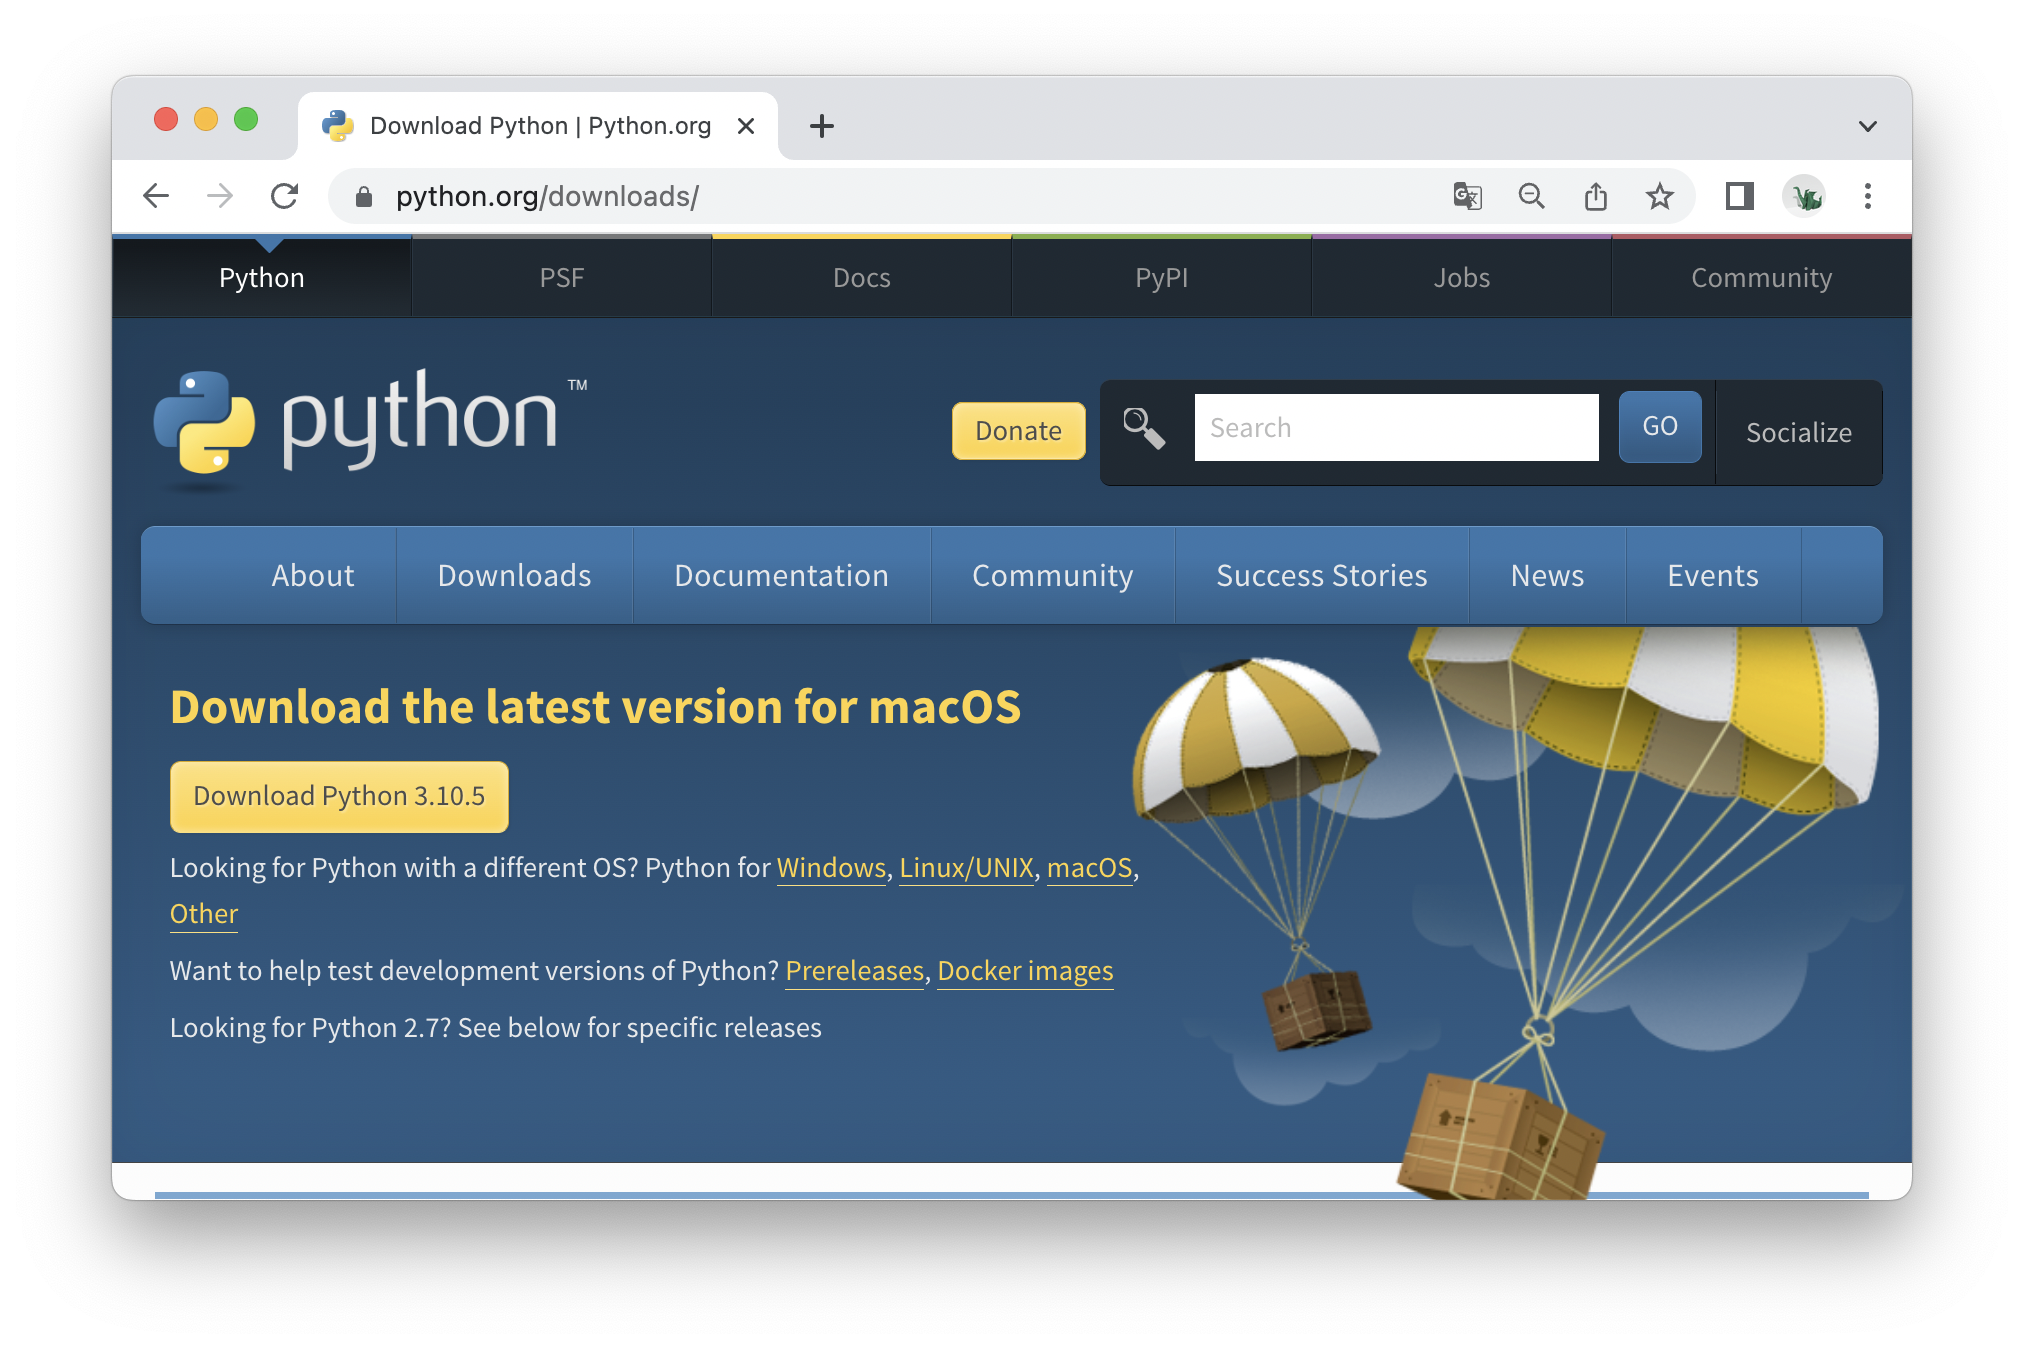 Download Python | Python.org
python.org/downloads/
Python PSF Docs PyPI Jobs Community
python™
Donate Search GO Socialize
About Downloads Documentation Community Success Stories News Events
Download the latest version for macOS
Download Python 3.10.5
Looking for Python with a different OS? Python for Windows, Linux/UNIX, macOS,
Other
Want to help test development versions of Python? Prereleases, Docker images
Looking for Python 2.7? See below for specific releases